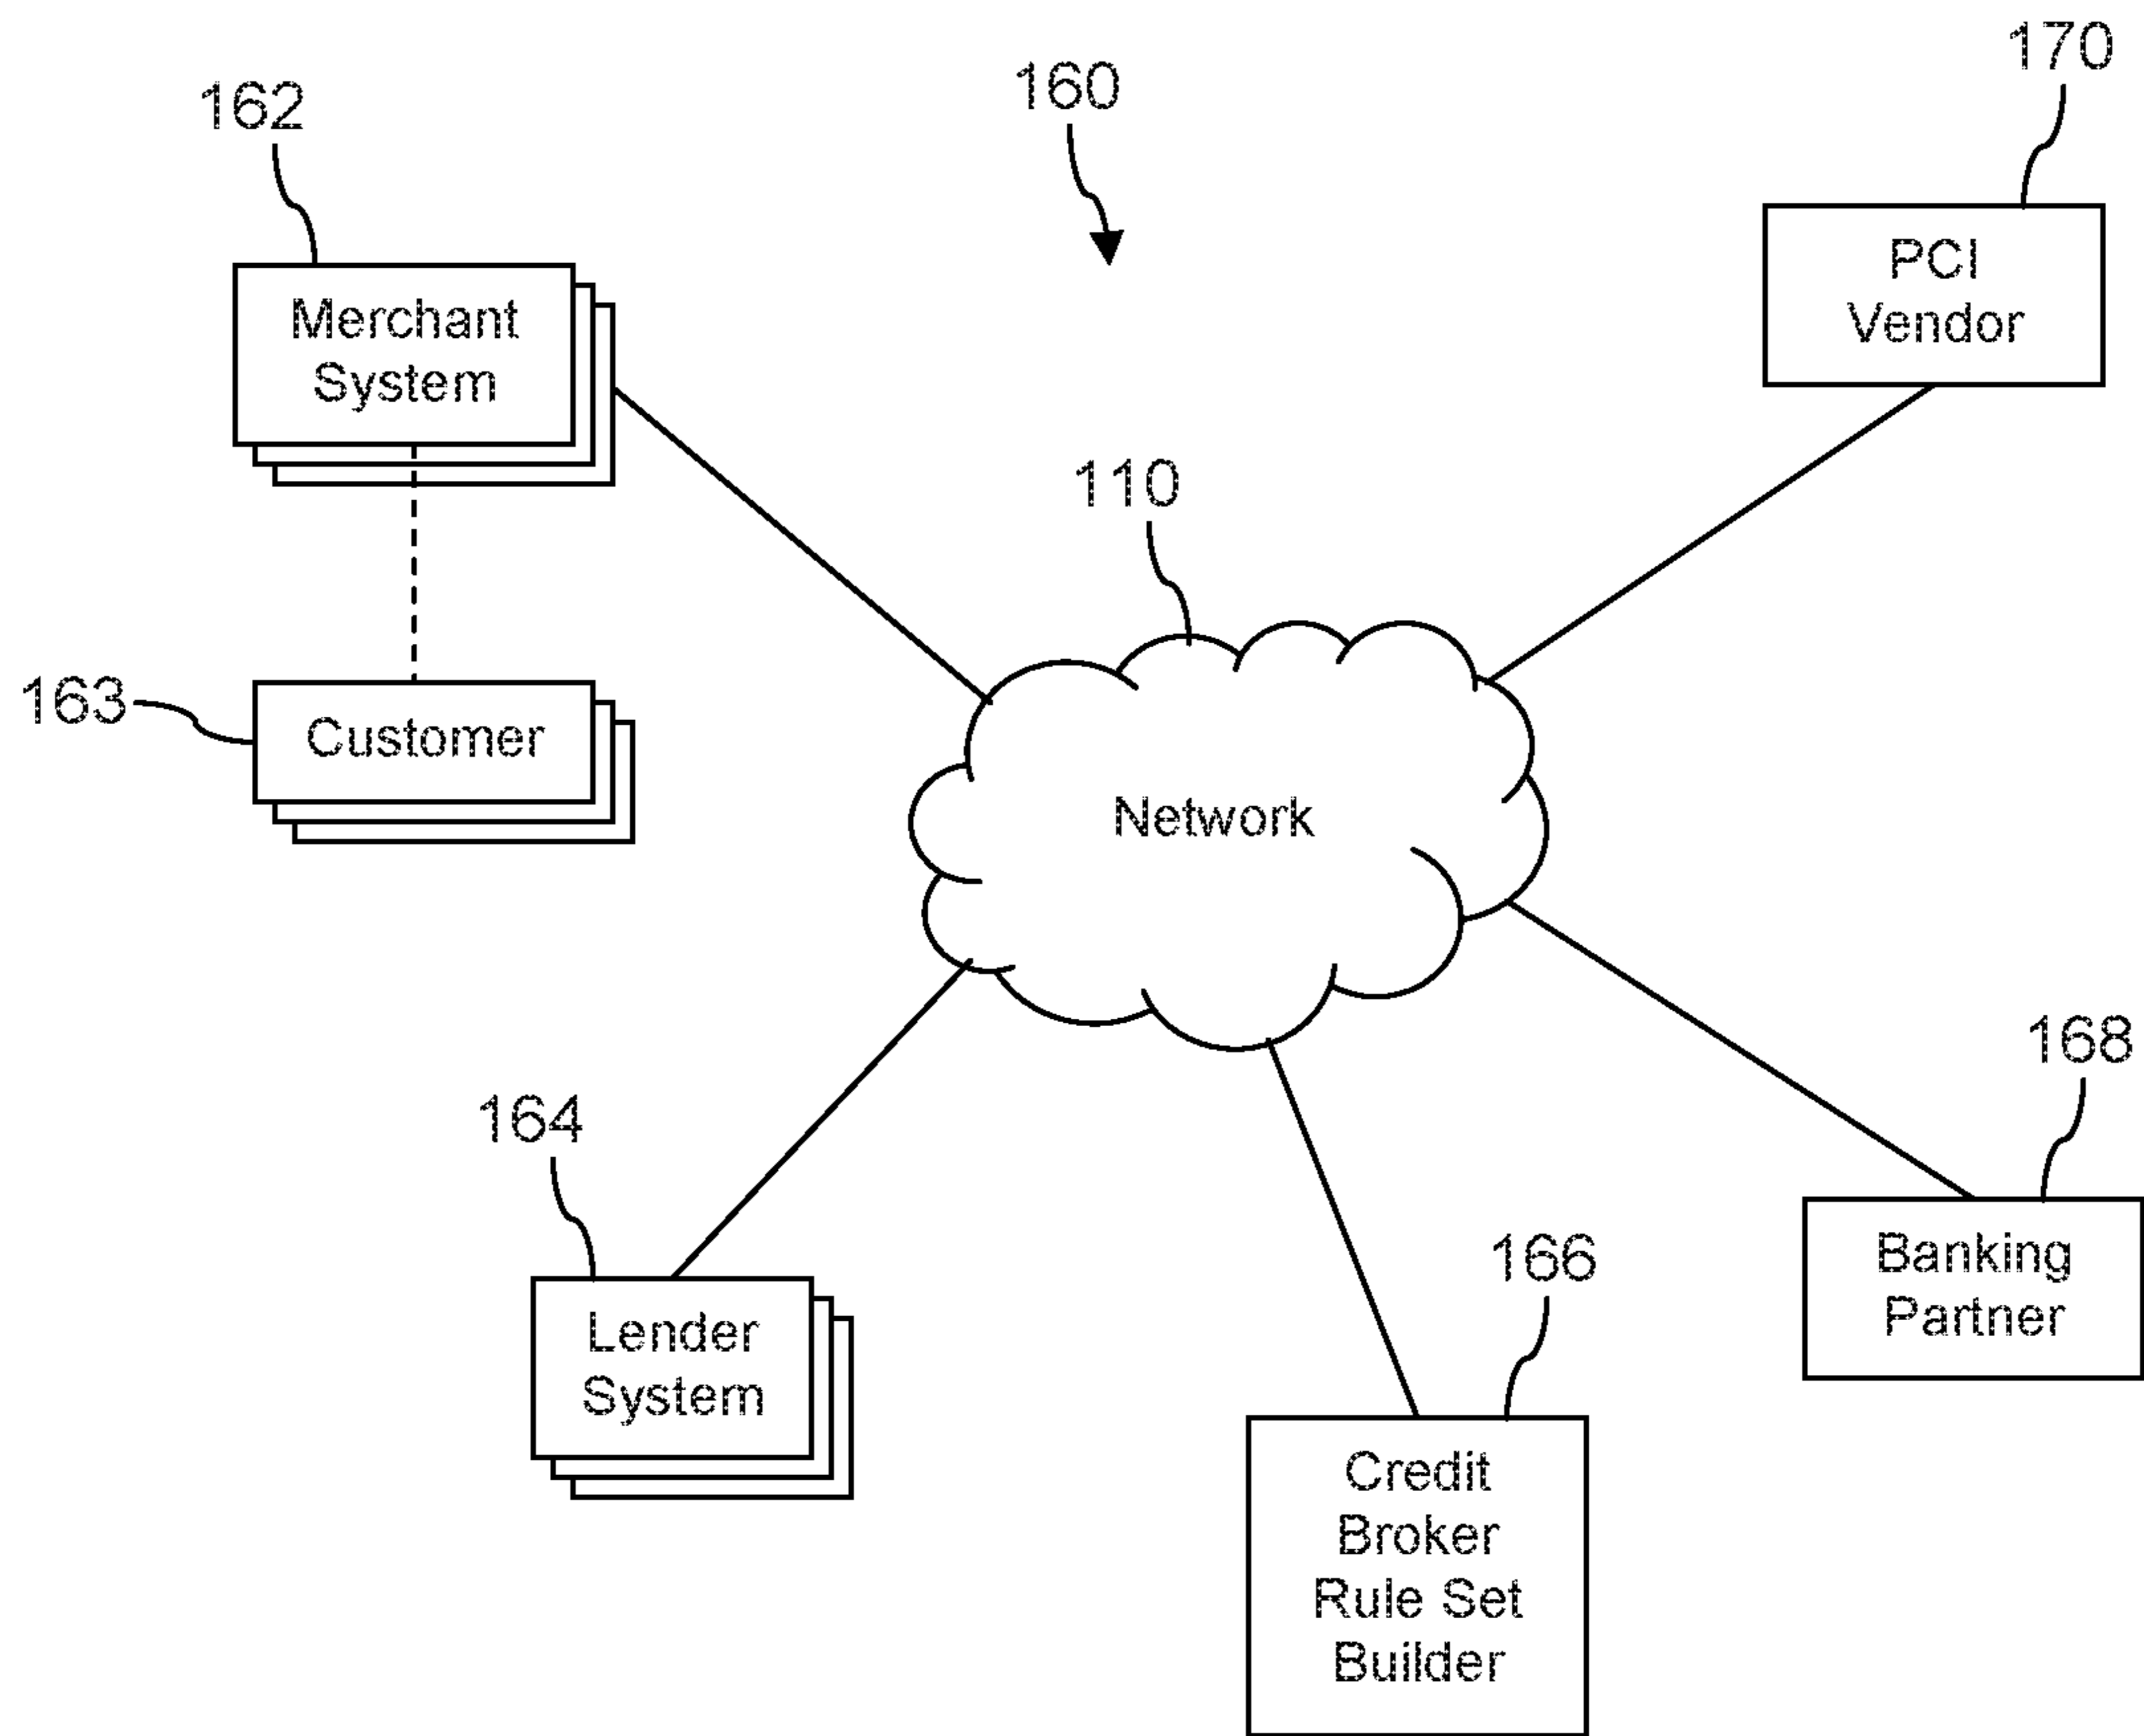 170
160
162
PCI
Vendor
Merchant
System
110
163
Customer
Network
168
164
166
Banking
Partner
Lender
System
Credit
Broker
Rule Set
Builder